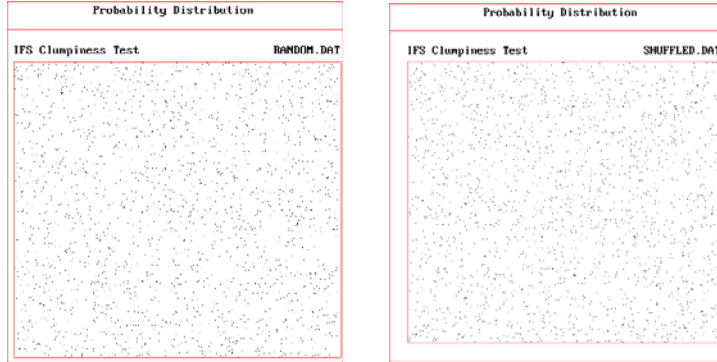 Probability Distribution
IFS Clumpiness Test RANDOM.DAT
Probability Distribution
IFS Clumpiness Test SHUFFLED.DAT